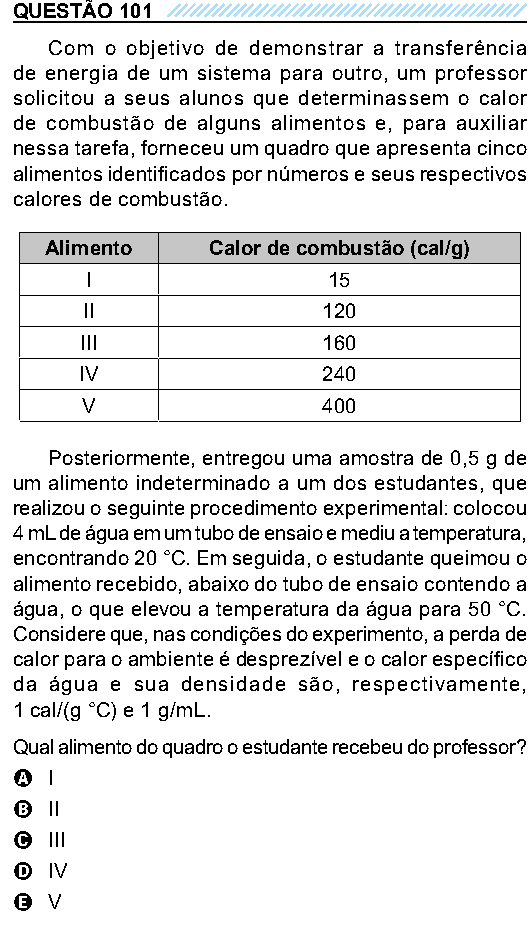 QUESTÃO 101
Com o objetivo de demonstrar a transferência
de energia de um sistema para outro, um professor
solicitou a seus alunos que determinassem o calor
de combustão de alguns alimentos e, para auxiliar
nessa tarefa, forneceu um quadro que apresenta cinco
alimentos identificados por números e seus respectivos
calores de combustão.
Alimento Calor de combustão (cal/g)
I 15
II 120
III 160
IV 240
V 400
Posteriormente, entregou uma amostra de 0,5 g de
um alimento indeterminado a um dos estudantes, que
realizou o seguinte procedimento experimental: colocou
4 mL de água em um tubo de ensaio e mediu a temperatura,
encontrando 20 °C. Em seguida, o estudante queimou o
alimento recebido, abaixo do tubo de ensaio contendo a
água, o que elevou a temperatura da água para 50 °C.
Considere que, nas condições do experimento, a perda de
calor para o ambiente é desprezível e o calor específico
da água e sua densidade são, respectivamente,
1 cal/(g °C) e 1 g/mL.
Qual alimento do quadro o estudante recebeu do professor?
A I
B II
C III
D IV
E V